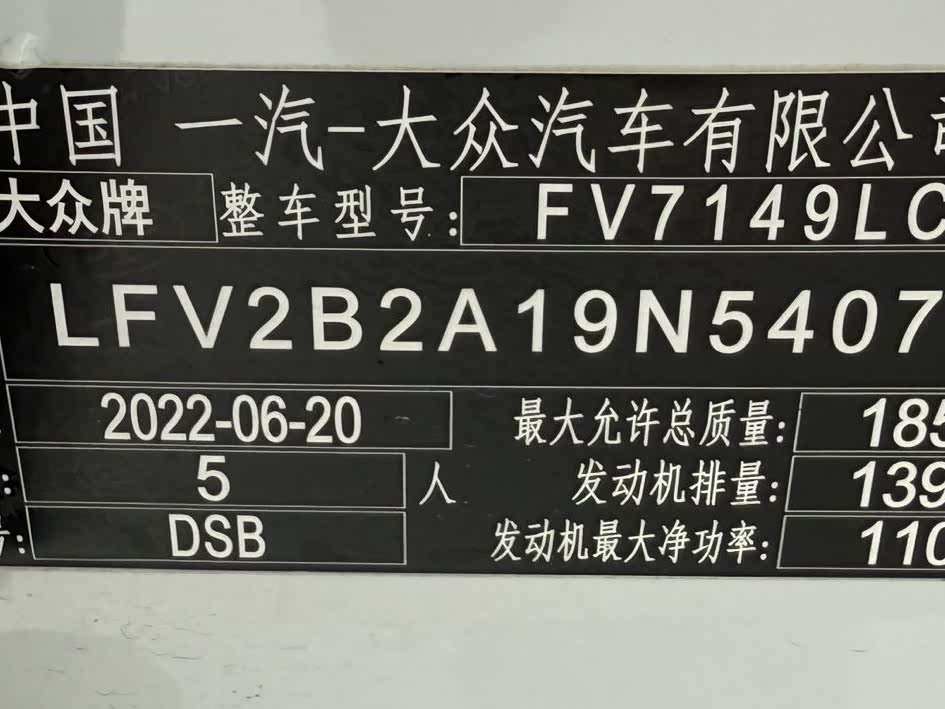 中国 一汽-大众汽车有限公司
大众牌 整车型号: FV7149LC
LFV2B2A19N5407
2022-06-20 最大允许总质量: 185
: 5 人 发动机排量: 139
号: DSB 发动机最大净功率: 110